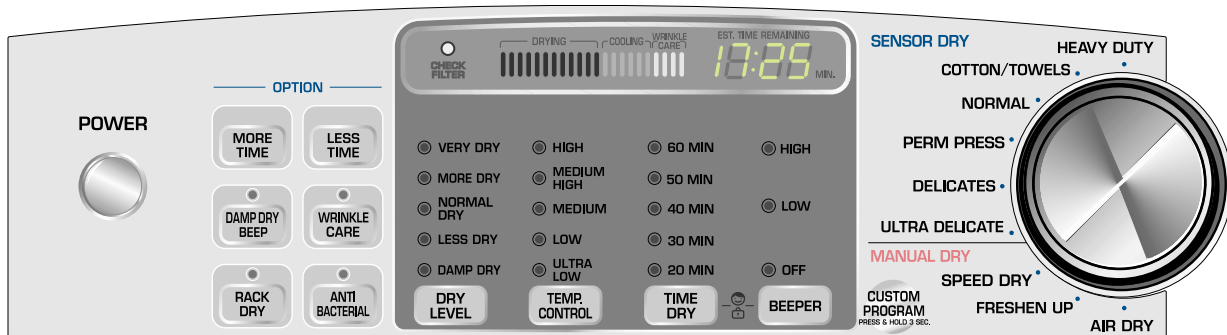 POWER
OPTION
MORE
TIME
LESS
TIME
DAMP DRY
BEEP
WRINKLE
CARE
RACK
DRY
ANTI
BACTERIAL
CHECK
FILTER
DRYING
COOLING
WRINKLE
CARE
EST. TIME REMAINING
17:25
MIN.
VERY DRY
MORE DRY
NORMAL
DRY
LESS DRY
DAMP DRY
DRY
LEVEL
HIGH
MEDIUM
HIGH
MEDIUM
LOW
ULTRA
LOW
TEMP.
CONTROL
60 MIN
50 MIN
40 MIN
30 MIN
20 MIN
TIME
DRY
HIGH
LOW
OFF
BEEPER
SENSOR DRY
HEAVY DUTY
COTTON/TOWELS
NORMAL
PERM PRESS
DELICATES
ULTRA DELICATE
MANUAL DRY
SPEED DRY
FRESHEN UP
AIR DRY
CUSTOM
PROGRAM
PRESS & HOLD 3 SEC.